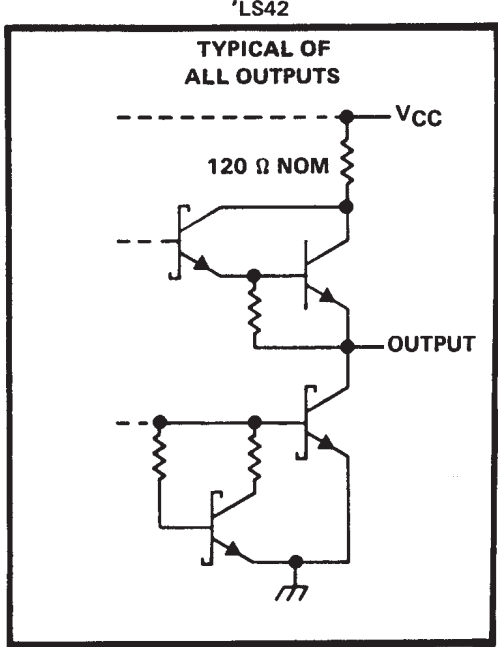 'LS42
TYPICAL OF
ALL OUTPUTS
VCC
120 Ω NOM
OUTPUT